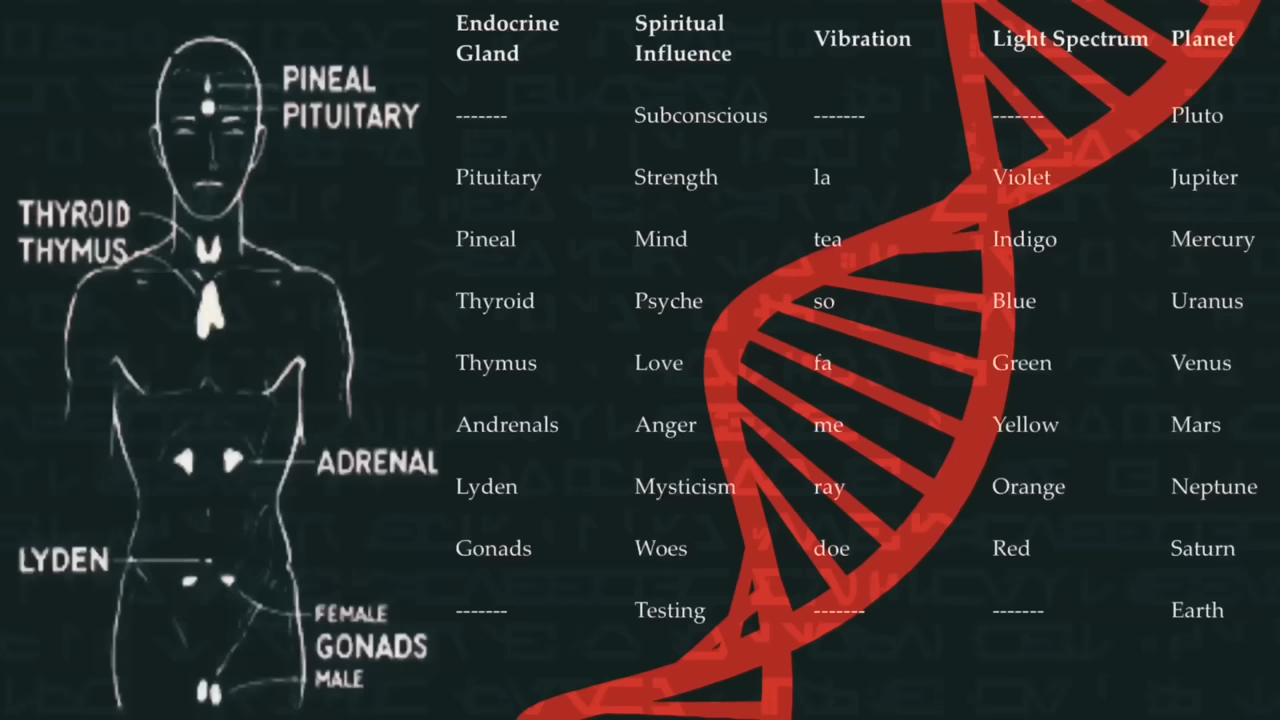 PINEAL
PITUITARY
THYROID
THYMUS
ADRENAL
LYDEN
FEMALE
GONADS
MALE
Endocrine Gland Spiritual Influence Vibration Light Spectrum Planet
------- Subconscious ------- ------- Pluto
Pituitary Strength la Violet Jupiter
Pineal Mind tea Indigo Mercury
Thyroid Psyche so Blue Uranus
Thymus Love fa Green Venus
Andrenals Anger me Yellow Mars
Lyden Mysticism ray Orange Neptune
Gonads Woes doe Red Saturn
------- Testing ------- ------- Earth